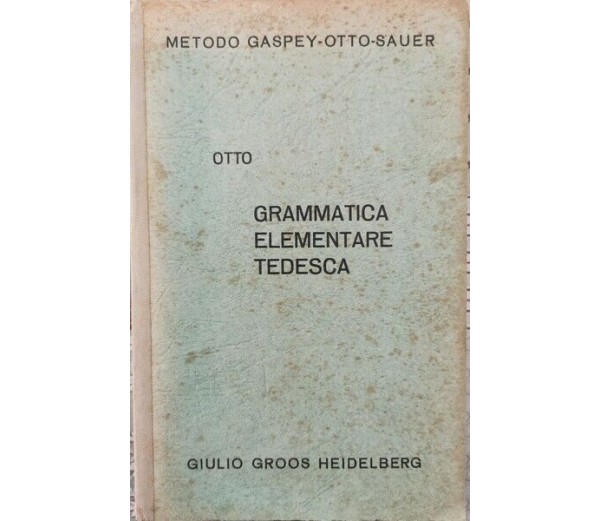 METODO GASPEY-OTTO-SAUER
OTTO
GRAMMATICA
ELEMENTARE
TEDESCA
GIULIO GROOS HEIDELBERG